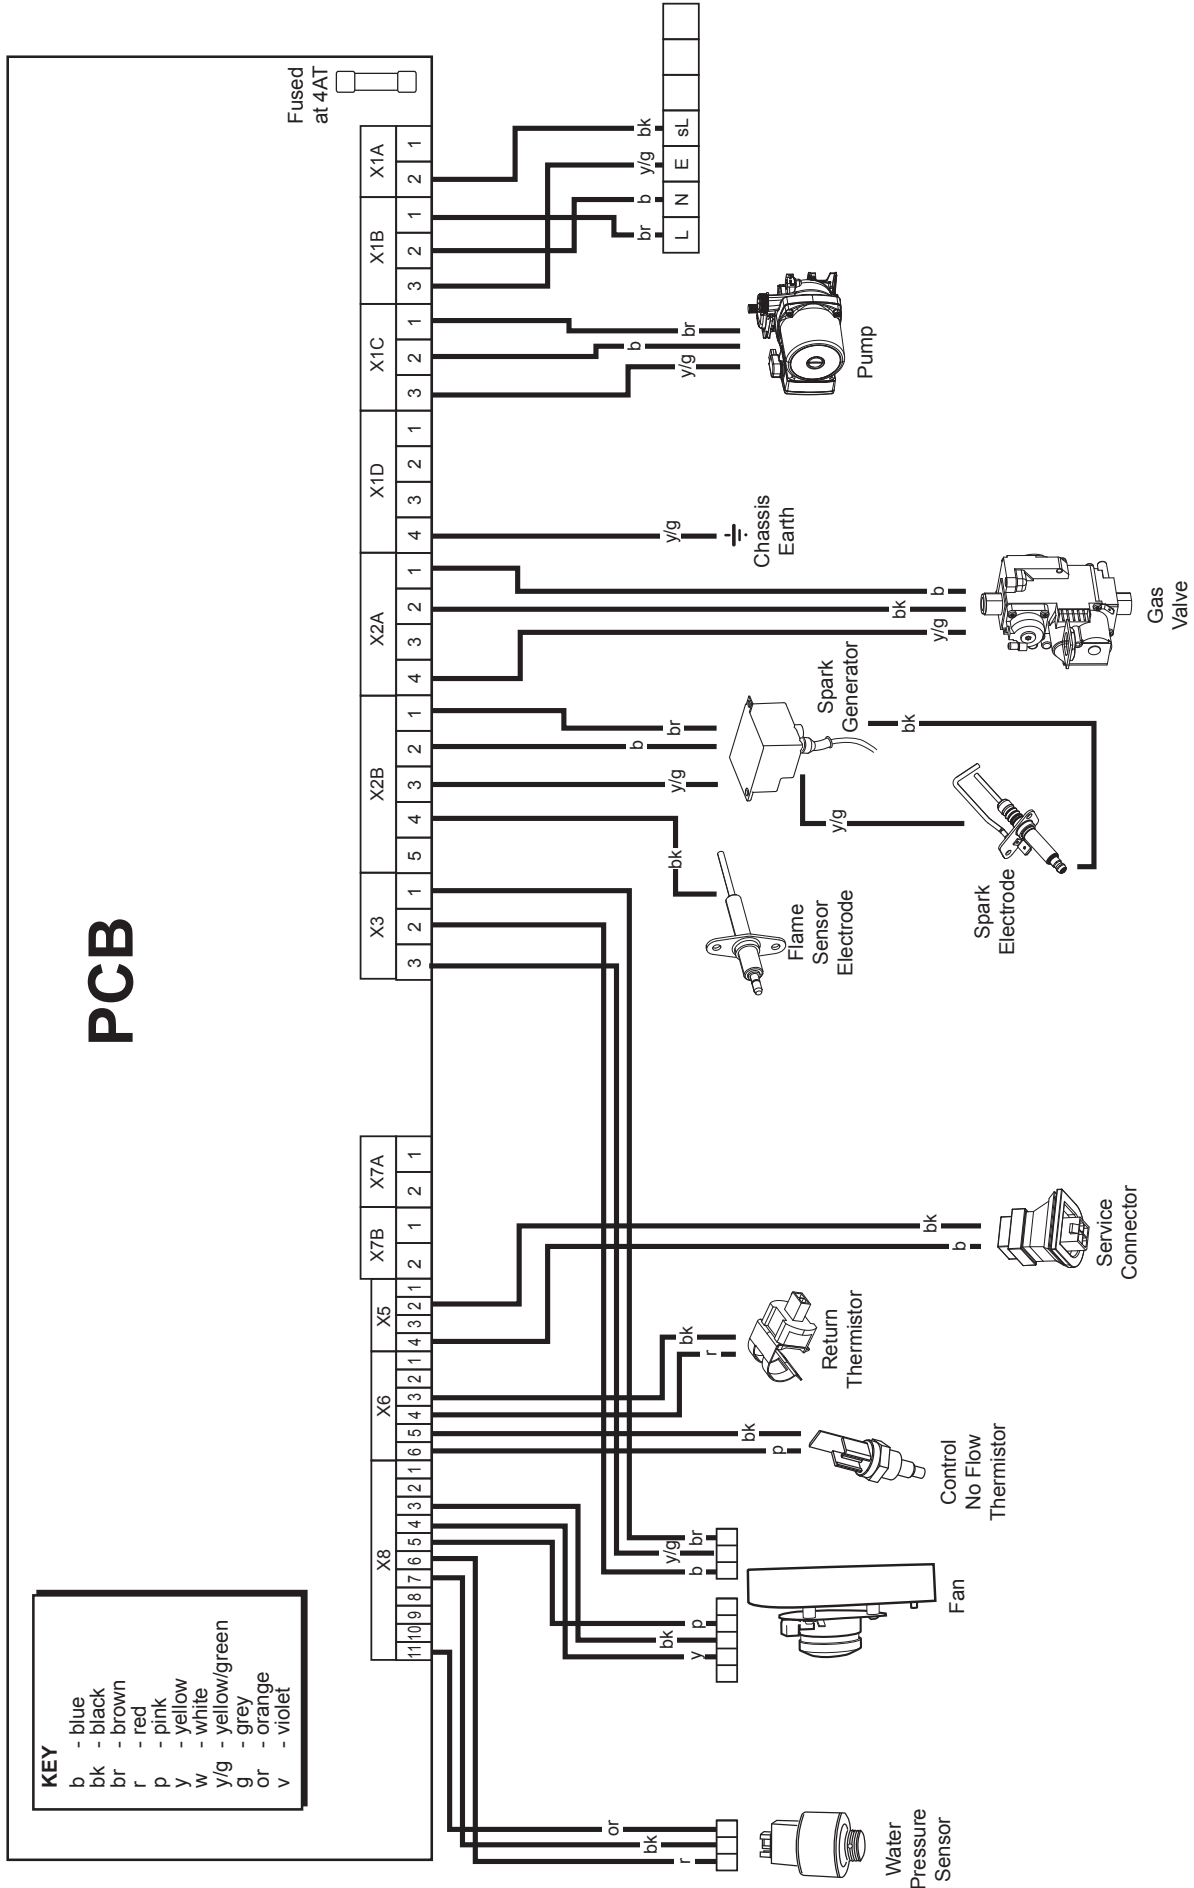 PCB
KEY
b - blue
bk - black
br - brown
r - red
p - pink
y - yellow
w - white
y/g - yellow/green
g - grey
or - orange
v - violet
Fused
at 4AT
X8
X6
X5
X7B
X7A
X3
X2B
X2A
X1D
X1C
X1B
X1A
11 10 9 8 7 6 5 4 3 2 1
6 5 4 3 2 1
4 3 2 1
2 1
2 1
3 2 1
5 4 3 2 1
4 3 2 1
4 3 2 1
3 2 1
3 2 1
2 1
r
bk
or
Water
Pressure
Sensor
y
bk
p
b
y/g
br
Fan
p
bk
Control
No Flow
Thermistor
r
bk
Return
Thermistor
b
bk
Service
Connector
bk
Flame
Sensor
Electrode
y/g
b
br
Spark
Generator
y/g
bk
Spark
Electrode
y/g
bk
b
Gas
Valve
y/g
Chassis
Earth
y/g
b
br
Pump
br
b
y/g
bk
L N E sL